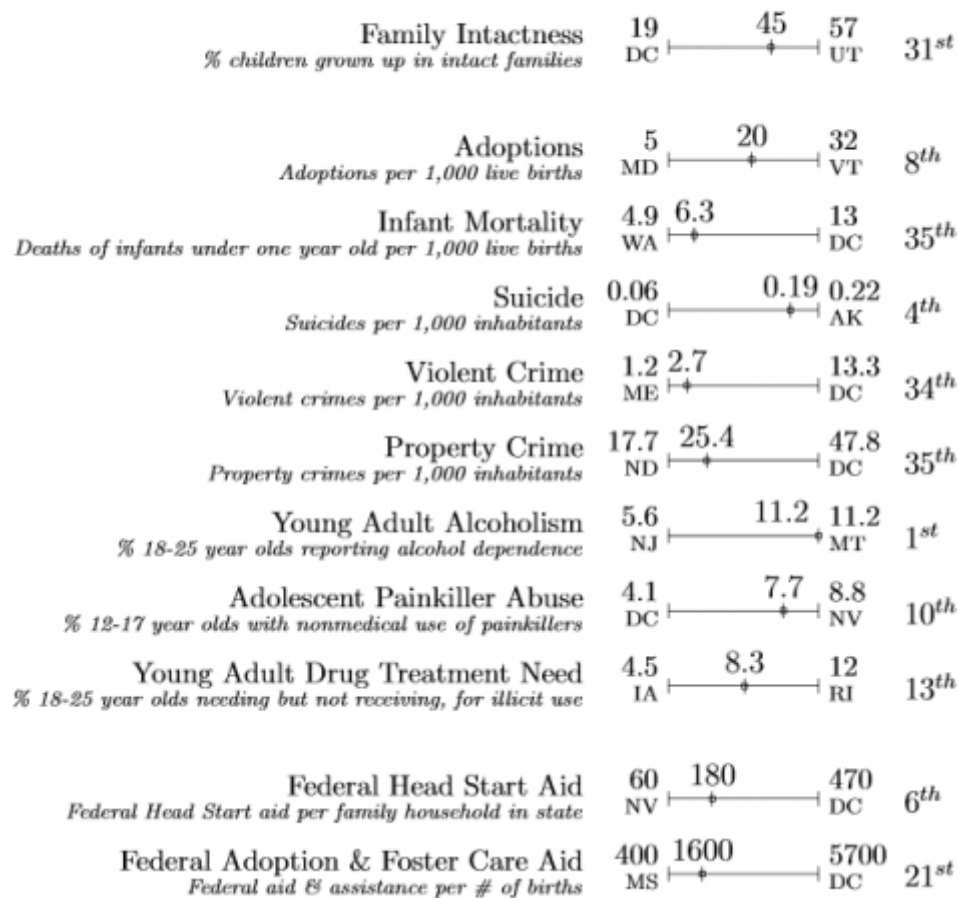 Family Intactness 19 45 57 31st
% children grown up in intact families DC UT
Adoptions 5 20 32 8th
Adoptions per 1,000 live births MD VT
Infant Mortality 4.9 6.3 13 35th
Deaths of infants under one year old per 1,000 live births WA DC
Suicide 0.06 0.19 0.22 4th
Suicides per 1,000 inhabitants DC AK
Violent Crime 1.2 2.7 13.3 34th
Violent crimes per 1,000 inhabitants ME DC
Property Crime 17.7 25.4 47.8 35th
Property crimes per 1,000 inhabitants ND DC
Young Adult Alcoholism 5.6 11.2 11.2 1st
% 18-25 year olds reporting alcohol dependence NJ MT
Adolescent Painkiller Abuse 4.1 7.7 8.8 10th
% 12-17 year olds with nonmedical use of painkillers DC NV
Young Adult Drug Treatment Need 4.5 8.3 12 13th
% 18-25 year olds needing but not receiving, for illicit use IA RI
Federal Head Start Aid 60 180 470 6th
Federal Head Start aid per family household in state NV DC
Federal Adoption & Foster Care Aid 400 1600 5700 21st
Federal aid & assistance per # of births MS DC